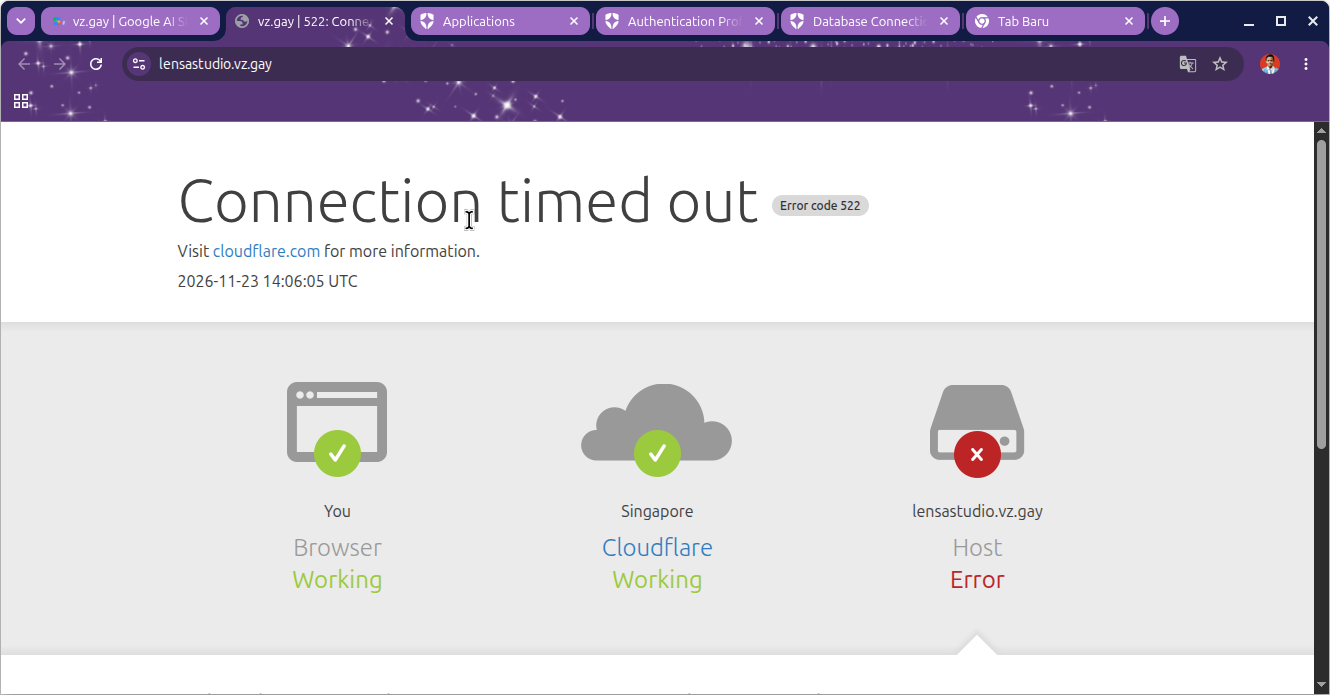 vz.gay | Google AI S
vz.gay | 522: Conne
Applications
Authentication Prof
Database Connecti
Tab Baru
lensastudio.vz.gay
Connection timed out
Error code 522
Visit cloudflare.com for more information.
2026-11-23 14:06:05 UTC
You
Browser
Working
Singapore
Cloudflare
Working
lensastudio.vz.gay
Host
Error